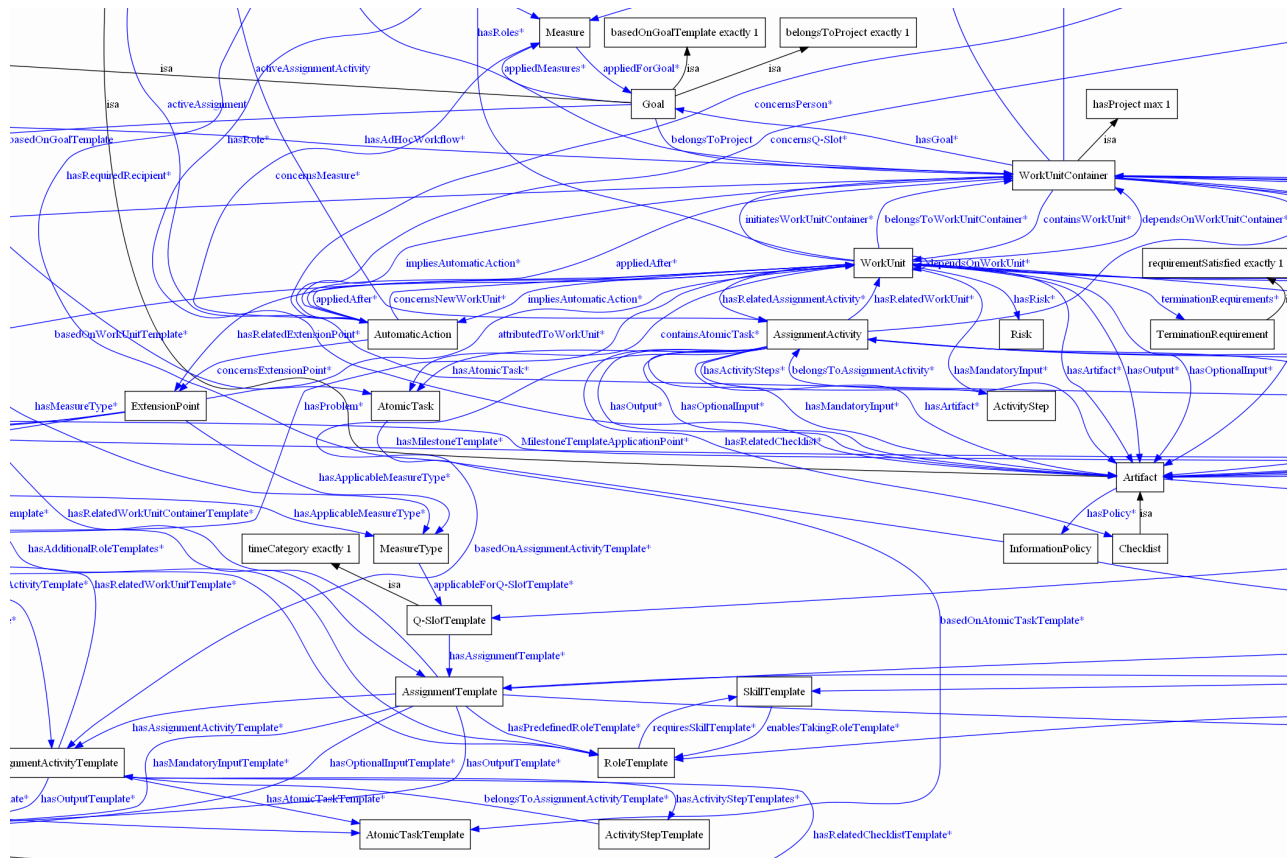 hasRoles*
Measure
basedOnGoalTemplate exactly 1
belongsToProject exactly 1
isa
activeAssignmentActivity
appliedMeasures*
appliedForGoal*
isa
isa
isa
activeAssignment
Goal
concernsPerson*
hasProject max 1
basedOnGoalTemplate
hasRole*
hasAdHocWorkflow*
belongsToProject
concernsQ-Slot*
hasGoal*
isa
hasRequiredRecipient*
concernsMeasure*
WorkUnitContainer
initiatesWorkUnitContainer*
belongsToWorkUnitContainer*
containsWorkUnit*
dependsOnWorkUnitContainer*
impliesAutomaticAction*
appliedAfter*
WorkUnit
dependsOnWorkUnit*
requirementSatisfied exactly 1
appliedAfter*
concernsNewWorkUnit*
impliesAutomaticAction*
hasRelatedAssignmentActivity*
hasRelatedWorkUnit*
hasRisk*
terminationRequirements*
basedOnWorkUnitTemplate*
hasRelatedExtensionPoint*
AutomaticAction
attributedToWorkUnit*
containsAtomicTask*
AssignmentActivity
Risk
TerminationRequirement
concernsExtensionPoint*
hasAtomicTask*
hasActivitySteps*
belongsToAssignmentActivity*
hasMandatoryInput*
hasArtifact*
hasOutput*
hasOptionalInput*
hasMeasureType*
ExtensionPoint
hasProblem*
AtomicTask
hasOutput*
hasOptionalInput*
hasMandatoryInput*
hasArtifact*
ActivityStep
hasMilestoneTemplate*
MilestoneTemplateApplicationPoint*
hasRelatedChecklist*
hasApplicableMeasureType*
Artifact
emplate*
hasRelatedWorkUnitContainerTemplate*
hasApplicableMeasureType*
hasPolicy*
isa
hasAdditionalRoleTemplates*
timeCategory exactly 1
MeasureType
basedOnAssignmentActivityTemplate*
InformationPolicy
Checklist
ActivityTemplate*
hasRelatedWorkUnitTemplate*
isa
applicableForQ-SlotTemplate*
Q-SlotTemplate
basedOnAtomicTaskTemplate*
hasAssignmentTemplate*
AssignmentTemplate
SkillTemplate
hasAssignmentActivityTemplate*
hasPredefinedRoleTemplate*
requiresSkillTemplate*
enablesTakingRoleTemplate*
gnmentActivityTemplate
hasMandatoryInputTemplate*
hasOptionalInputTemplate*
hasOutputTemplate*
RoleTemplate
late*
hasOutputTemplate*
hasAtomicTaskTemplate*
belongsToAssignmentActivityTemplate*
hasActivityStepTemplates*
AtomicTaskTemplate
ActivityStepTemplate
hasRelatedChecklistTemplate*